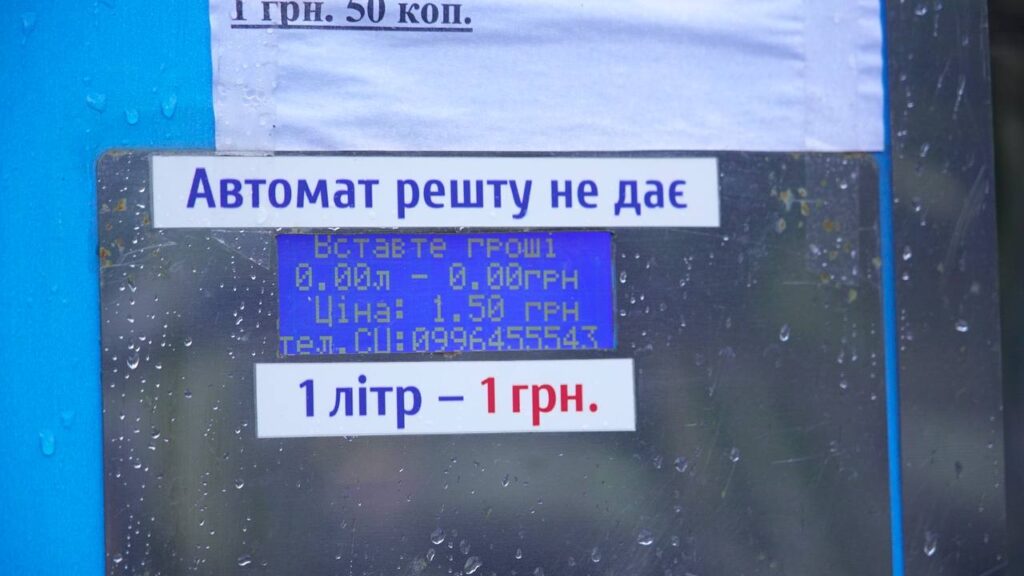 1 грн. 50 коп.
Автомат решту не дає
Вставте гроші
0.00л - 0.00грн
Ціна: 1.50 грн
тел.СЦ:0996455543
1 літр – 1 грн.